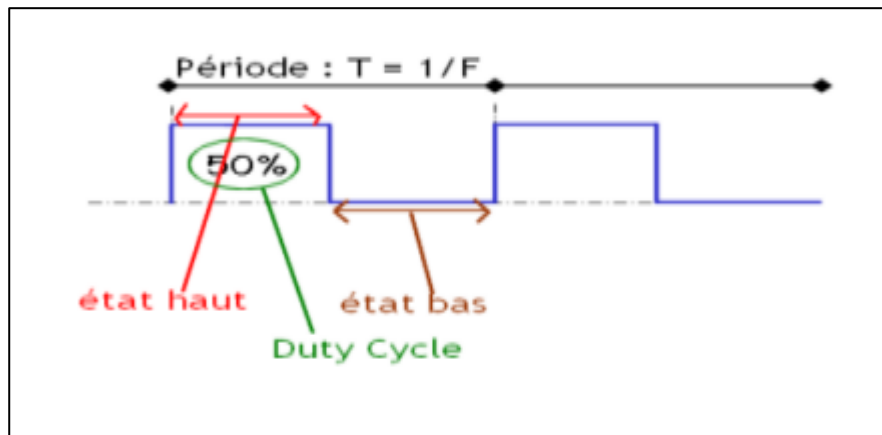 Période : T = 1/F
50%
état haut
état bas
Duty Cycle